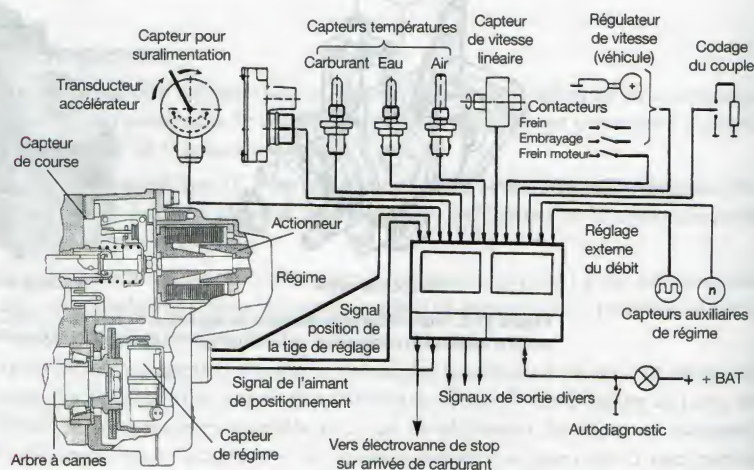 Capteur pour
suralimentation
Transducteur
accélérateur
Capteurs températures
Carburant Eau Air
Capteur
de vitesse
linéaire
Régulateur
de vitesse
(véhicule)
Codage
du couple
Contacteurs
Frein
Embrayage
Frein moteur
Capteur
de course
Actionneur
Régime
Signal
position de
la tige de réglage
Signal de l'aimant
de positionnement
Réglage
externe
du débit
n
Capteurs auxiliaires
de régime
+ + BAT
Signaux de sortie divers
Autodiagnostic
Arbre à cames
Capteur
de régime
Vers électrovanne de stop
sur arrivée de carburant